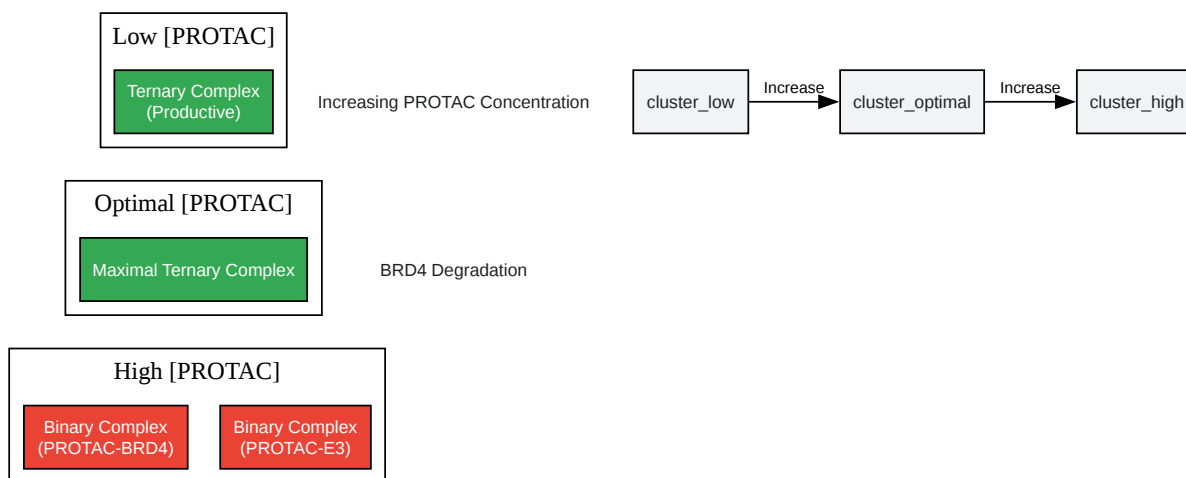 Low [PROTAC]
Ternary Complex
(Productive)
Increasing PROTAC Concentration
cluster_low
Increase
cluster_optimal
Increase
cluster_high
Optimal [PROTAC]
Maximal Ternary Complex
BRD4 Degradation
High [PROTAC]
Binary Complex
(PROTAC-BRD4)
Binary Complex
(PROTAC-E3)